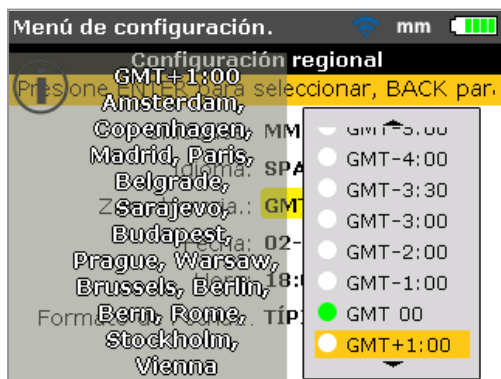 Menú de configuración.
mm
Configuración regional
Presione ENTER para seleccionar, BACK par
GMT+1:00
Amsterdam,
Copenhagen,
Madrid, Paris,
Belgrade,
Sarajevo,
Budapest,
Prague, Warsaw,
Brussels, Berlin,
Bern, Rome,
Stockholm,
Vienna
MM
Idioma: SPA
GMT
Fecha: 02-
18:
TÍP
GMT-4:00
GMT-3:30
GMT-3:00
GMT-2:00
GMT-1:00
GMT 00
GMT+1:00